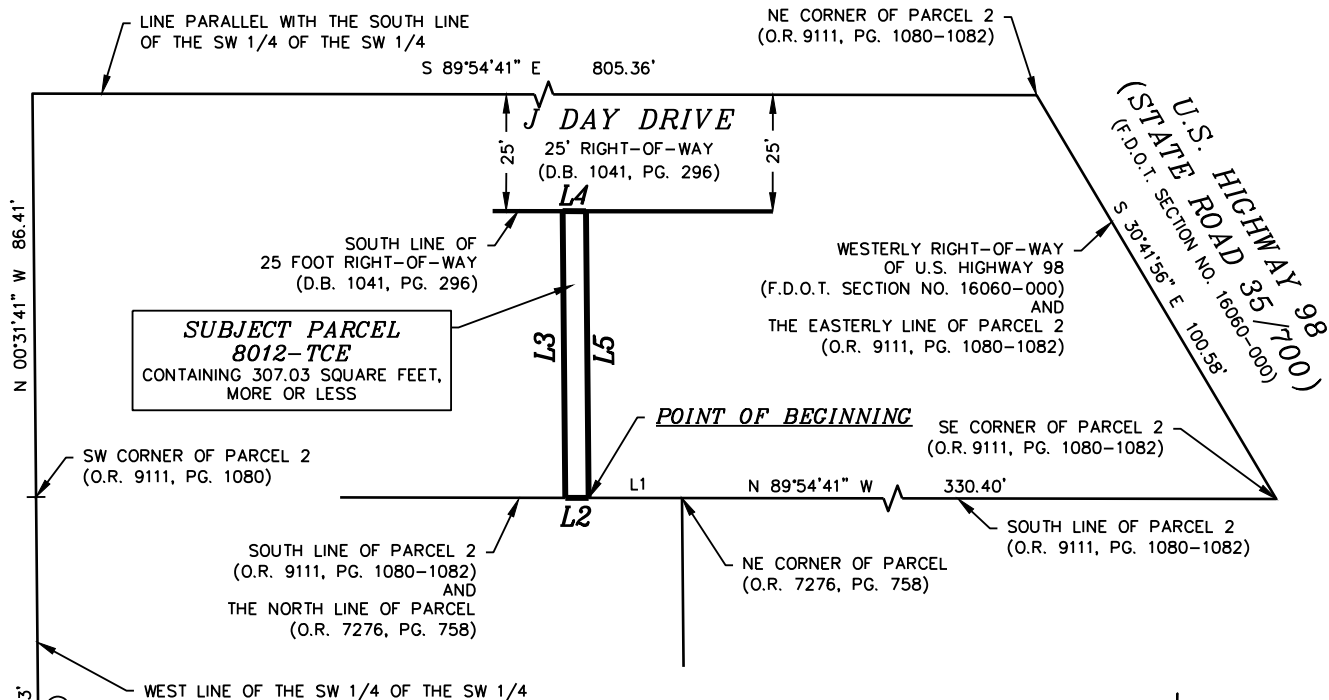 LINE PARALLEL WITH THE SOUTH LINE
OF THE SW 1/4 OF THE SW 1/4
NE CORNER OF PARCEL 2
(O.R. 9111, PG. 1080-1082)
S 89°54'41" E 805.36'
J DAY DRIVE
25' RIGHT-OF-WAY
(D.B. 1041, PG. 296)
25'
25'
U.S. HIGHWAY 98
(STATE ROAD 35/700)
(F.D.O.T. SECTION NO. 16060-000)
S 30°41'56" E 100.58'
N 00°31'41" W 86.41'
L4
SOUTH LINE OF
25 FOOT RIGHT-OF-WAY
(D.B. 1041, PG. 296)
WESTERLY RIGHT-OF-WAY
OF U.S. HIGHWAY 98
(F.D.O.T. SECTION NO. 16060-000)
AND
THE EASTERLY LINE OF PARCEL 2
(O.R. 9111, PG. 1080-1082)
SUBJECT PARCEL
8012-TCE
CONTAINING 307.03 SQUARE FEET,
MORE OR LESS
L3
L5
POINT OF BEGINNING
SE CORNER OF PARCEL 2
(O.R. 9111, PG. 1080-1082)
SW CORNER OF PARCEL 2
(O.R. 9111, PG. 1080)
L1
N 89°54'41" W 330.40'
L2
SOUTH LINE OF PARCEL 2
(O.R. 9111, PG. 1080-1082)
SOUTH LINE OF PARCEL 2
(O.R. 9111, PG. 1080-1082)
AND
THE NORTH LINE OF PARCEL
(O.R. 7276, PG. 758)
NE CORNER OF PARCEL
(O.R. 7276, PG. 758)
WEST LINE OF THE SW 1/4 OF THE SW 1/4